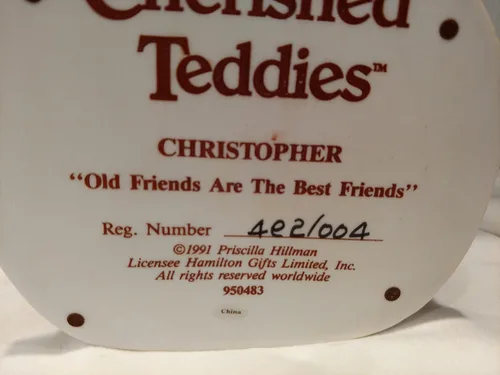 Cherished
Teddies™
CHRISTOPHER
"Old Friends Are The Best Friends"
Reg. Number 4e2/004
©1991 Priscilla Hillman
Licensee Hamilton Gifts Limited, Inc.
All rights reserved worldwide
950483
China